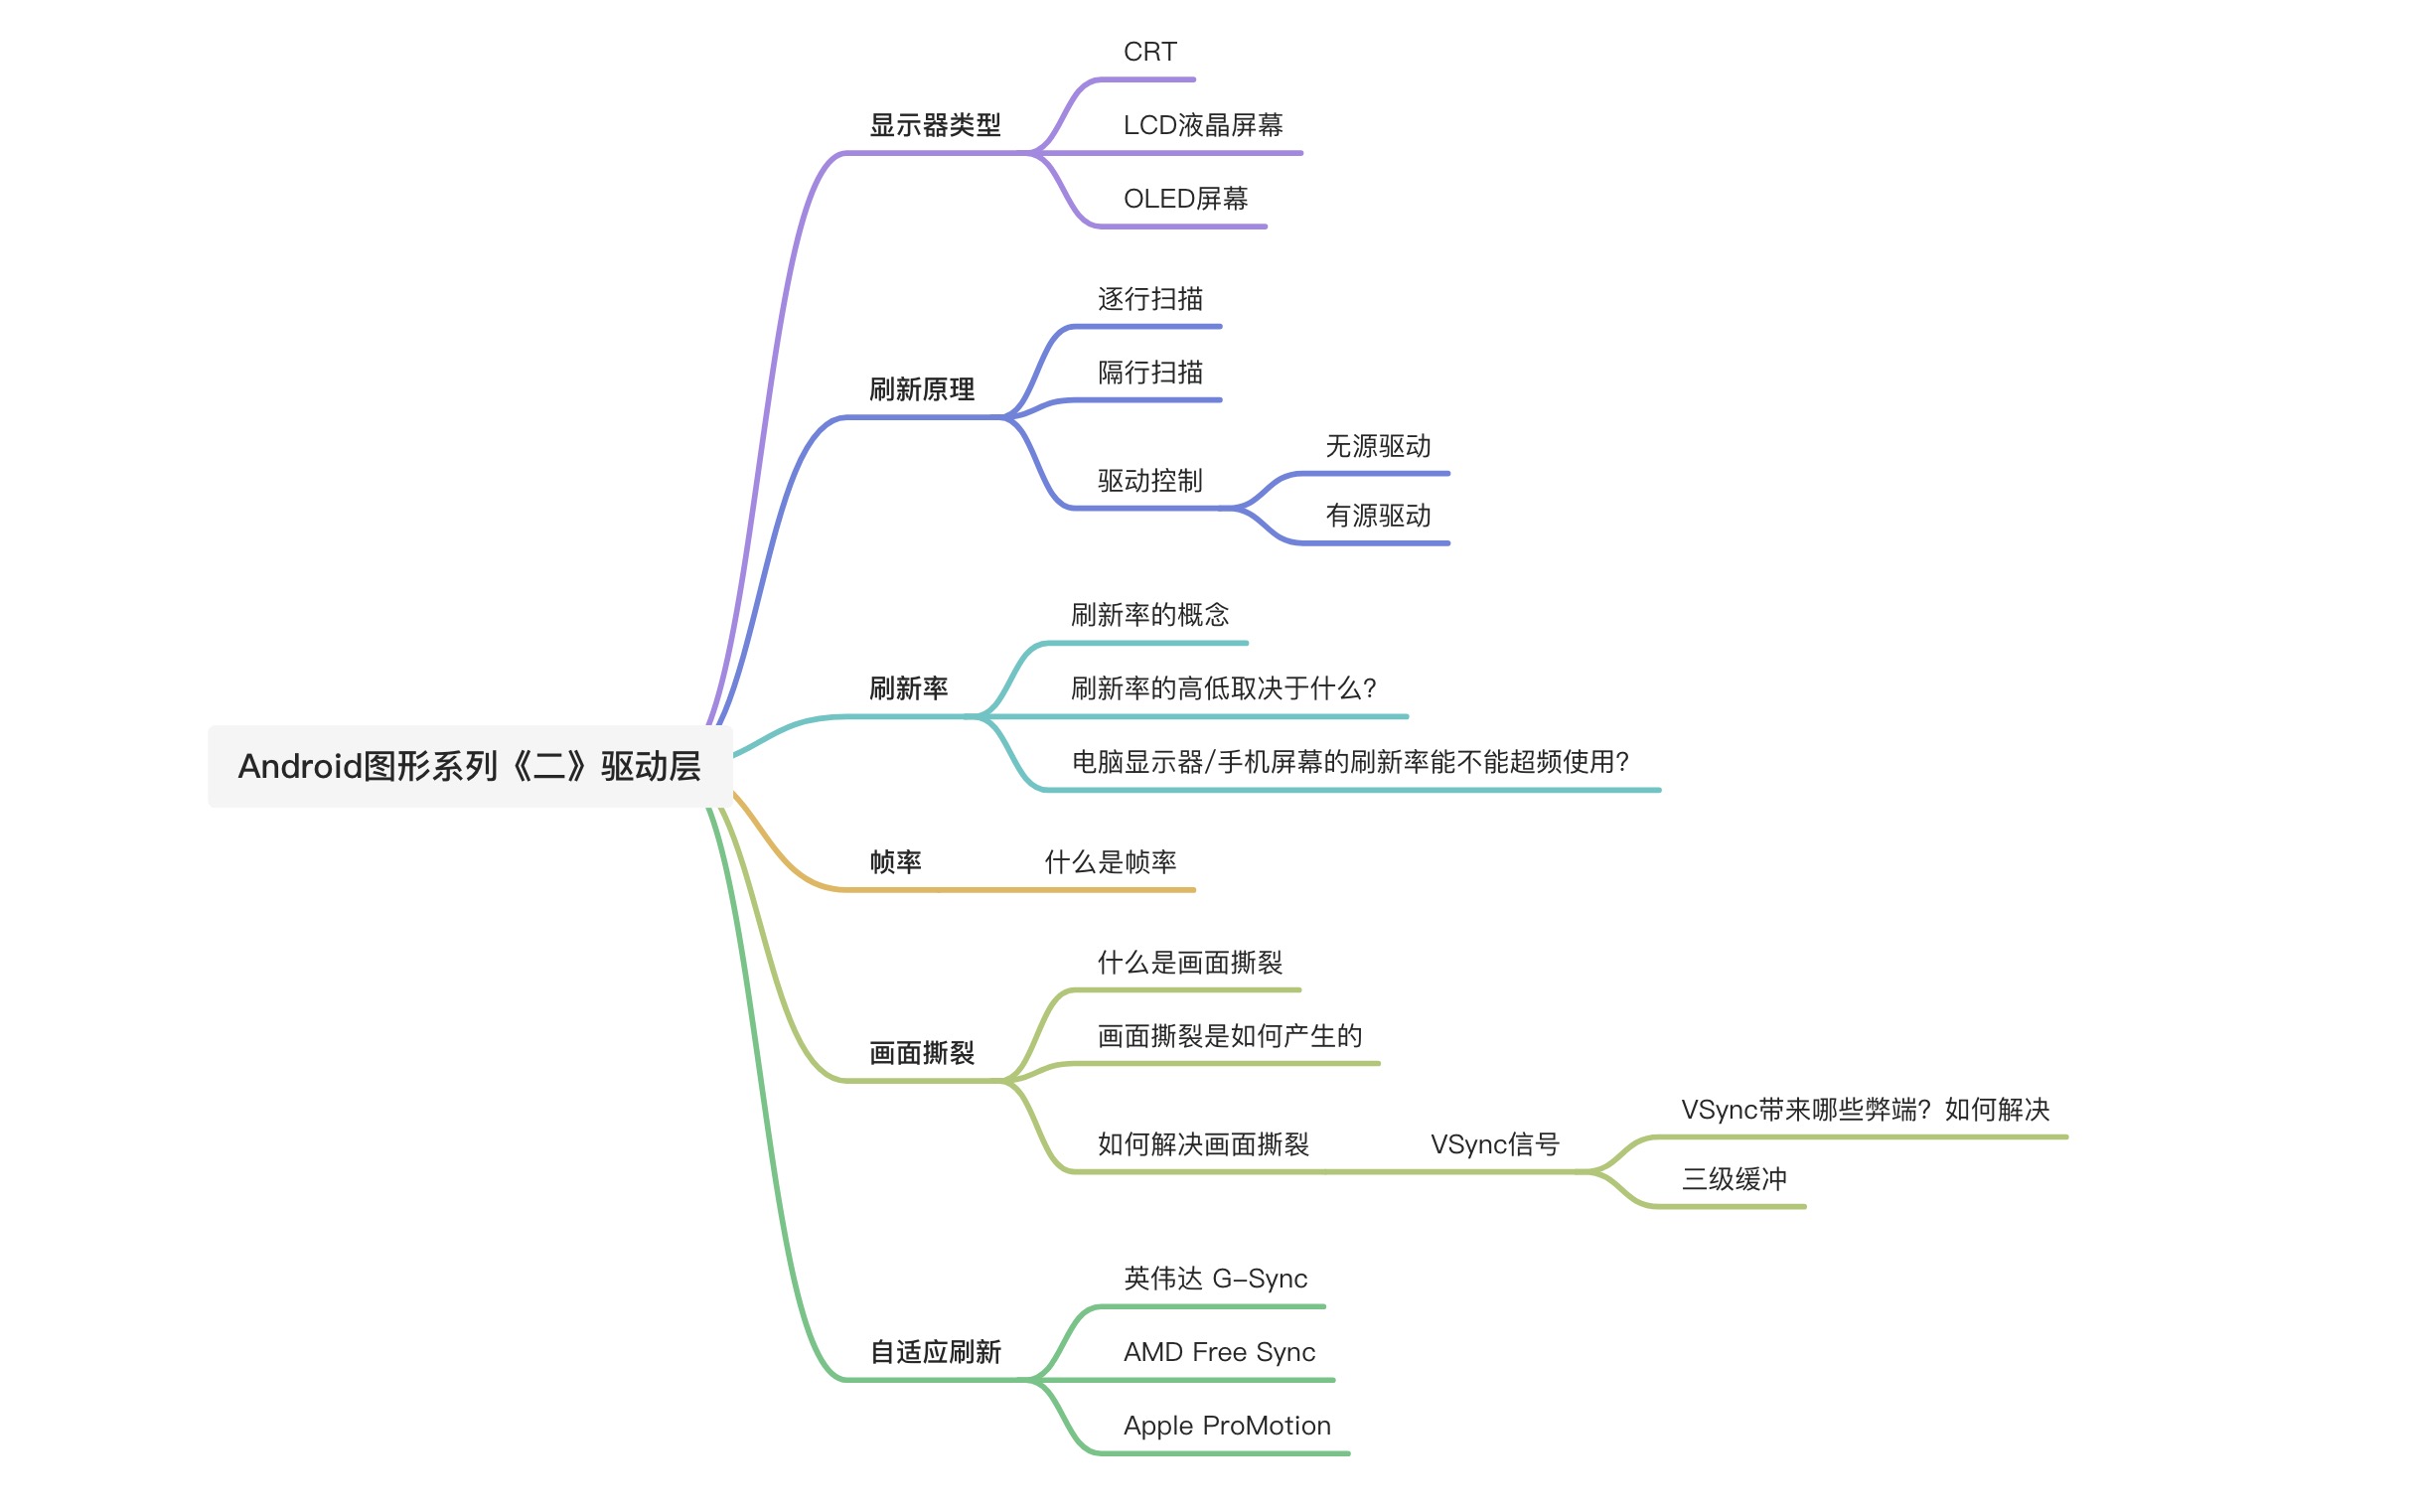 Android图形系列《二》驱动层
显示器类型
CRT
LCD液晶屏幕
OLED屏幕
刷新原理
逐行扫描
隔行扫描
驱动控制
无源驱动
有源驱动
刷新率
刷新率的概念
刷新率的高低取决于什么？
电脑显示器/手机屏幕的刷新率能不能超频使用？
帧率
什么是帧率
画面撕裂
什么是画面撕裂
画面撕裂是如何产生的
如何解决画面撕裂
VSync信号
VSync带来哪些弊端？如何解决
三级缓冲
自适应刷新
英伟达 G-Sync
AMD Free Sync
Apple ProMotion